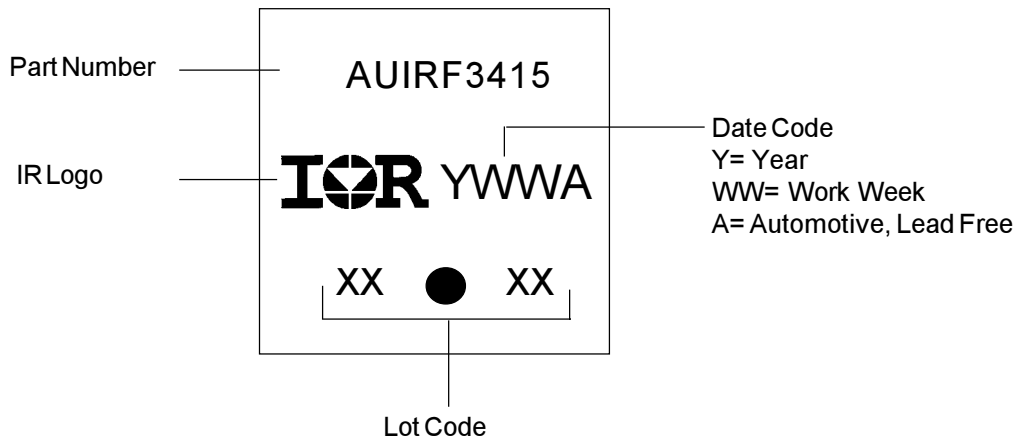 Part Number
AUIRF3415
IR Logo
IOR YWWA
Date Code
Y= Year
WW= Work Week
A= Automotive, Lead Free
XX XX
Lot Code